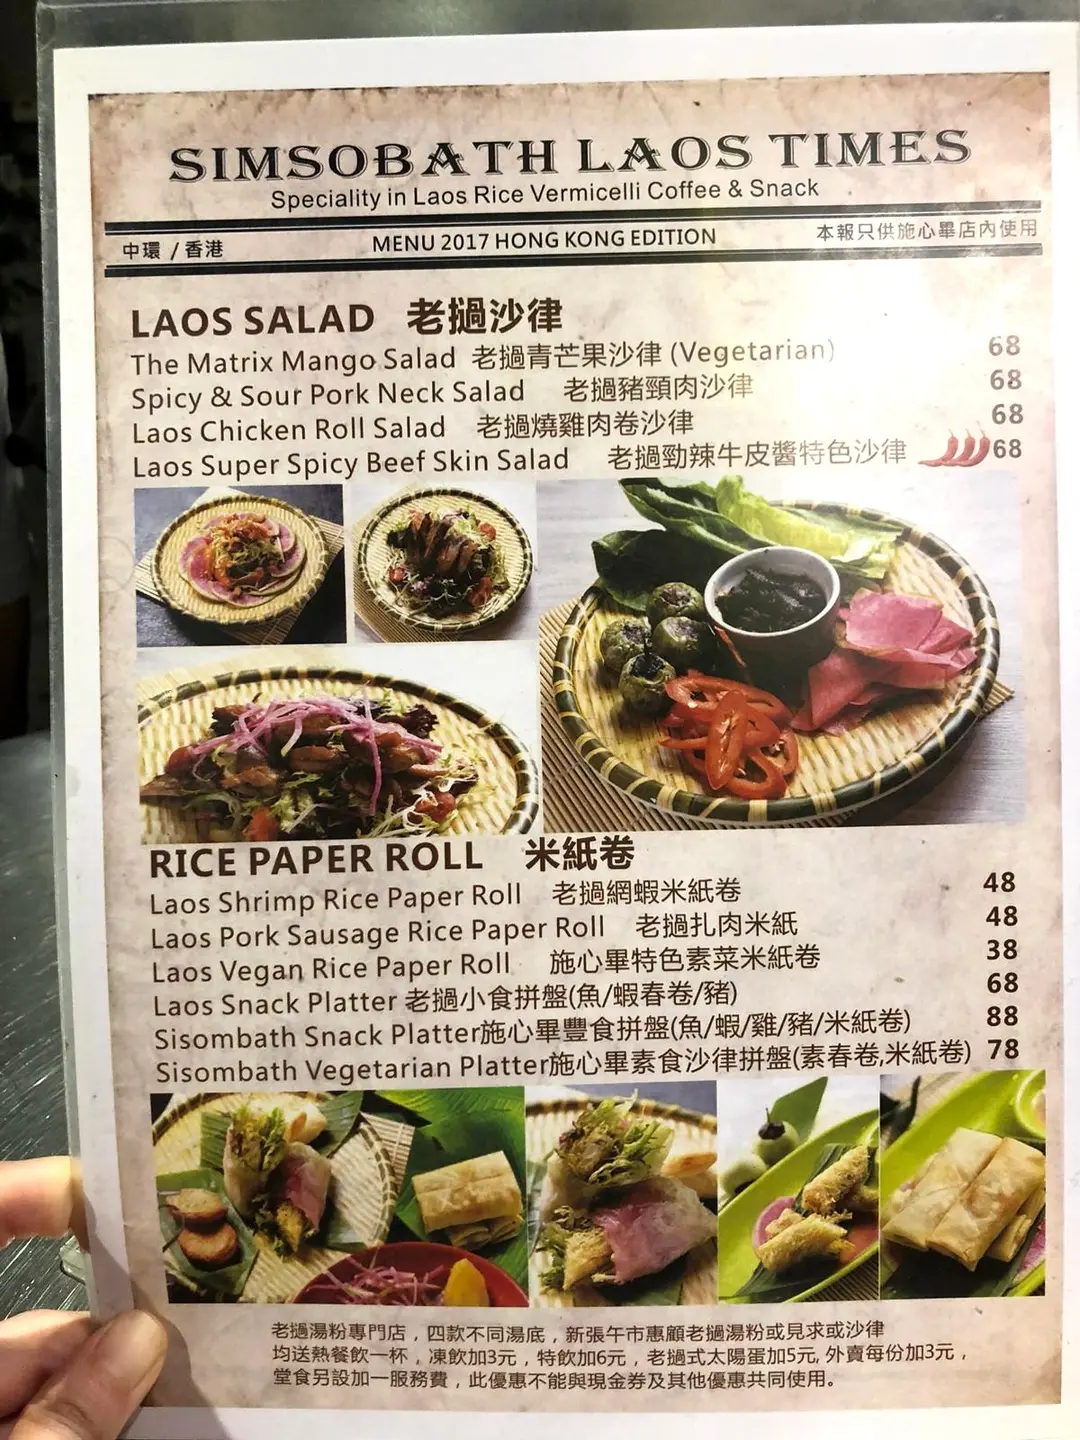 SIMSOBATH LAOS TIMES
Speciality in Laos Rice Vermicelli Coffee & Snack
中環 / 香港 MENU 2017 HONG KONG EDITION 本報只供施心畢店內使用
LAOS SALAD 老撾沙律
The Matrix Mango Salad 老撾青芒果沙律 (Vegetarian) 68
Spicy & Sour Pork Neck Salad 老撾豬頸肉沙律 68
Laos Chicken Roll Salad 老撾燒雞肉卷沙律 68
Laos Super Spicy Beef Skin Salad 老撾勁辣牛皮醬特色沙律 68
RICE PAPER ROLL 米紙卷
Laos Shrimp Rice Paper Roll 老撾網蝦米紙卷 48
Laos Pork Sausage Rice Paper Roll 老撾扎肉米紙 48
Laos Vegan Rice Paper Roll 施心畢特色素菜米紙卷 38
Laos Snack Platter 老撾小食拼盤(魚/蝦春卷/豬) 68
Sisombath Snack Platter施心畢豐食拼盤(魚/蝦/雞/豬/米紙卷) 88
Sisombath Vegetarian Platter施心畢素食沙律拼盤(素春卷,米紙卷) 78
老撾湯粉專門店，四款不同湯底，新張午市惠顧老撾湯粉或見求或沙律
均送熱餐飲一杯，凍飲加3元，特飲加6元，老撾式太陽蛋加5元, 外賣每份加3元，
堂食另設加一服務費，此優惠不能與現金券及其他優惠共同使用。